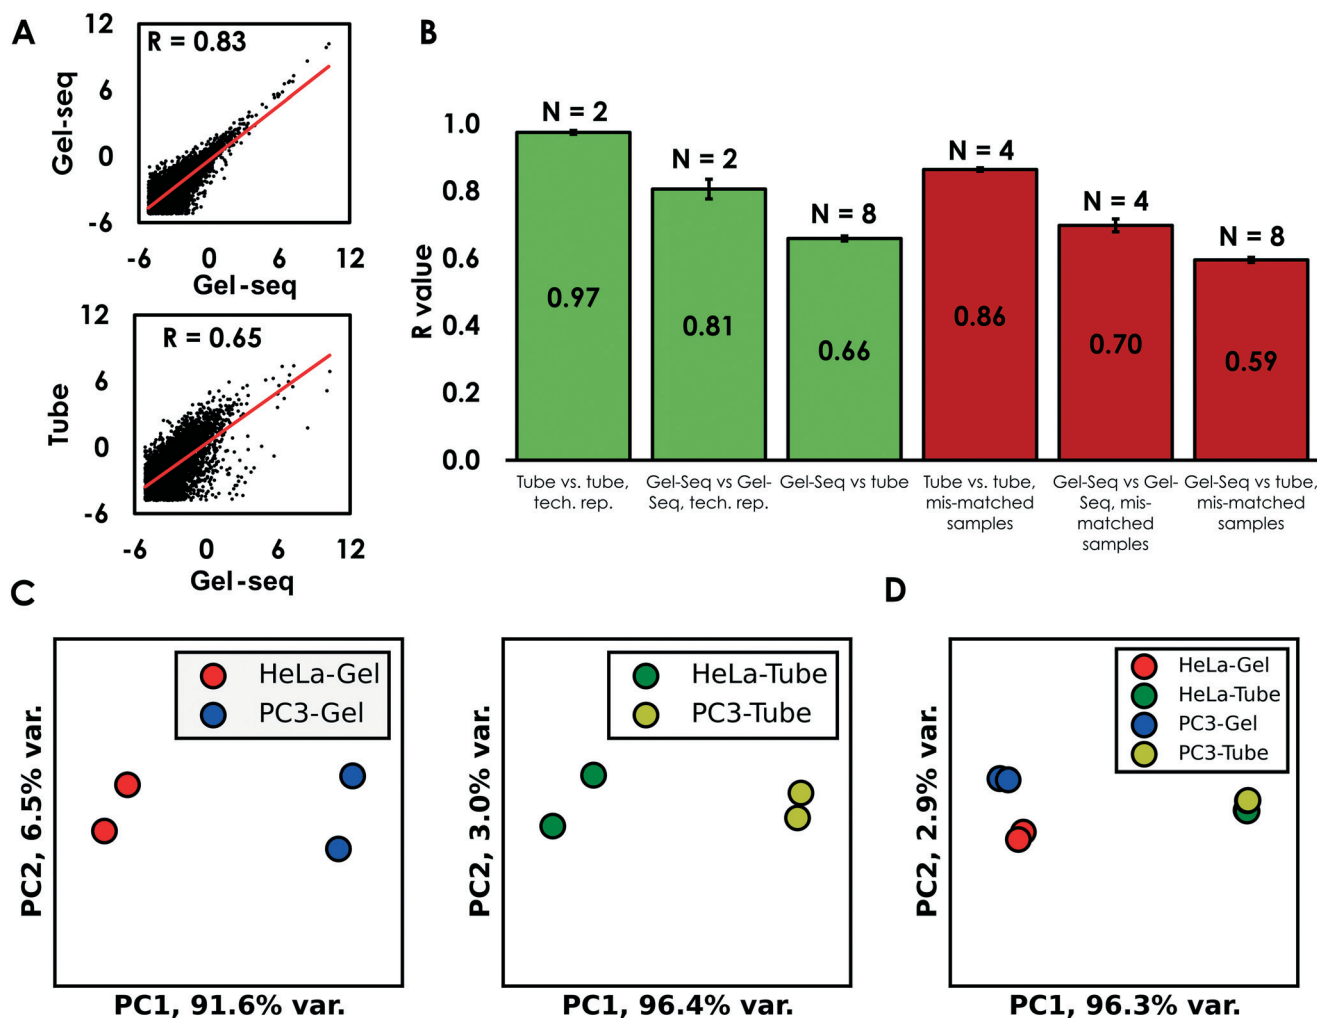 A
12
R = 0.83
6
0
-6
Gel-seq
-6 0 6 12
Gel-seq
12
R = 0.65
6
0
-6
Tube
-6 0 6 12
Gel-seq
B
R value
1.0
0.8
0.6
0.4
0.2
0.0
N = 2
N = 2
N = 8
N = 4
N = 4
N = 8
0.97
0.81
0.66
0.86
0.70
0.59
Tube vs. tube,
tech. rep.
Gel-Seq vs Gel-
Seq, tech. rep.
Gel-Seq vs tube
Tube vs. tube,
mis-matched
samples
Gel-Seq vs Gel-
Seq, mis-
matched
samples
Gel-Seq vs tube,
mis-matched
samples
C
HeLa-Gel
PC3-Gel
PC2, 6.5% var.
PC1, 91.6% var.
HeLa-Tube
PC3-Tube
PC2, 3.0% var.
PC1, 96.4% var.
D
HeLa-Gel
HeLa-Tube
PC3-Gel
PC3-Tube
PC2, 2.9% var.
PC1, 96.3% var.